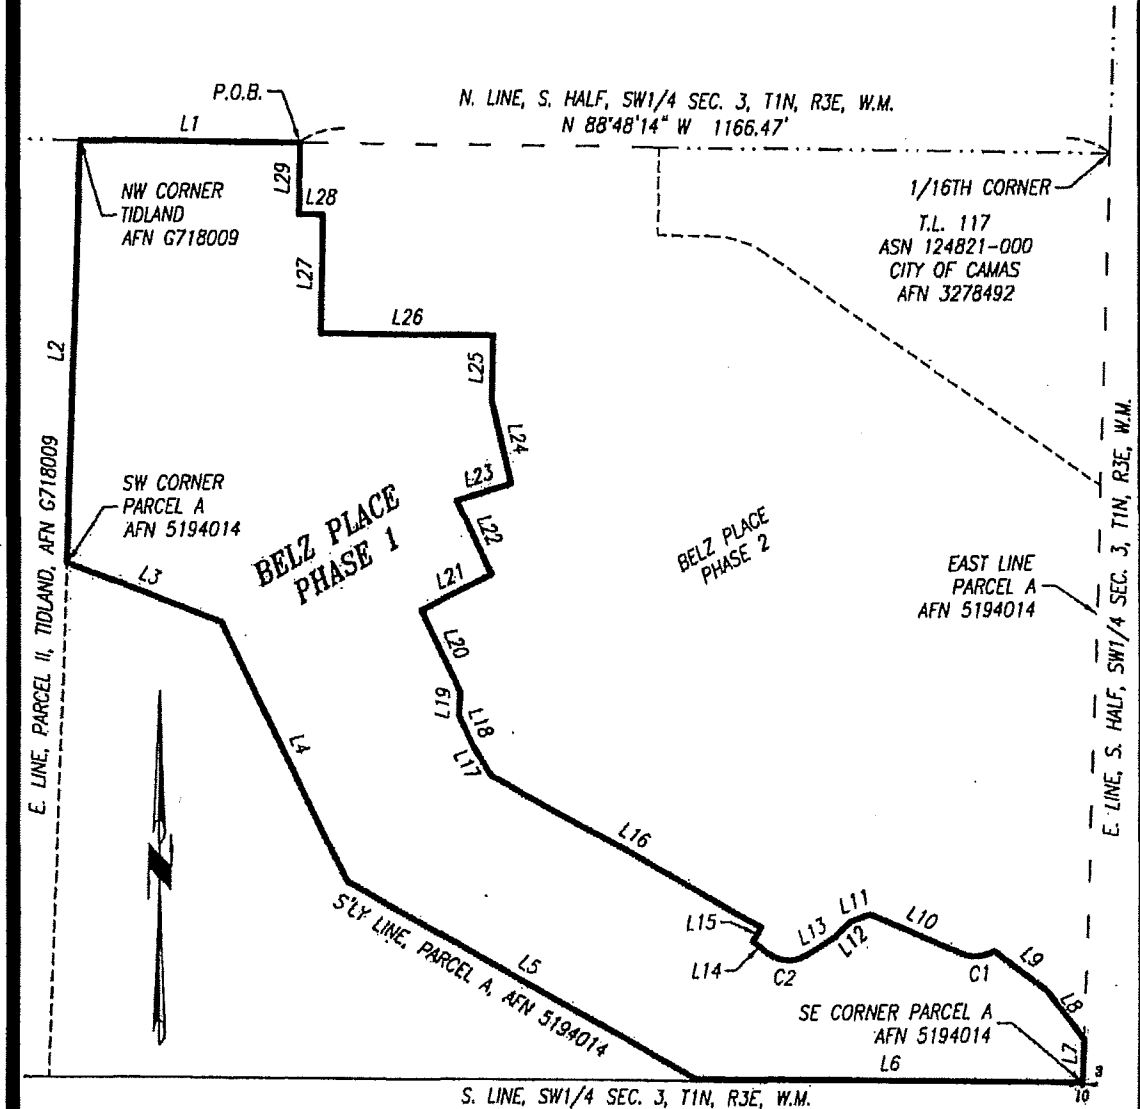 P.O.B.
N. LINE, S. HALF, SW1/4 SEC. 3, T1N, R3E, W.M.
N 88°48'14" W 1166.47'
L1
L29
L28
NW CORNER
TIDLAND
AFN G718009
1/16TH CORNER
T.L. 117
ASN 124821-000
CITY OF CAMAS
AFN 3278492
L27
L26
L2
L25
L24
L23
SW CORNER
PARCEL A
AFN 5194014
BELZ PLACE
PHASE 1
L22
BELZ PLACE
PHASE 2
L21
L3
EAST LINE
PARCEL A
AFN 5194014
E. LINE, PARCEL II, TIDLAND, AFN G718009
E. LINE, S. HALF, SW1/4 SEC. 3, T1N, R3E, W.M.
L20
L19
L18
L17
L4
L16
L15
L14
C2
L13
L12
L11
L10
C1
L9
L8
S'LY LINE, PARCEL A, AFN 5194014
L5
SE CORNER PARCEL A
AFN 5194014
L7
L6
3
10
S. LINE, SW1/4 SEC. 3, T1N, R3E, W.M.